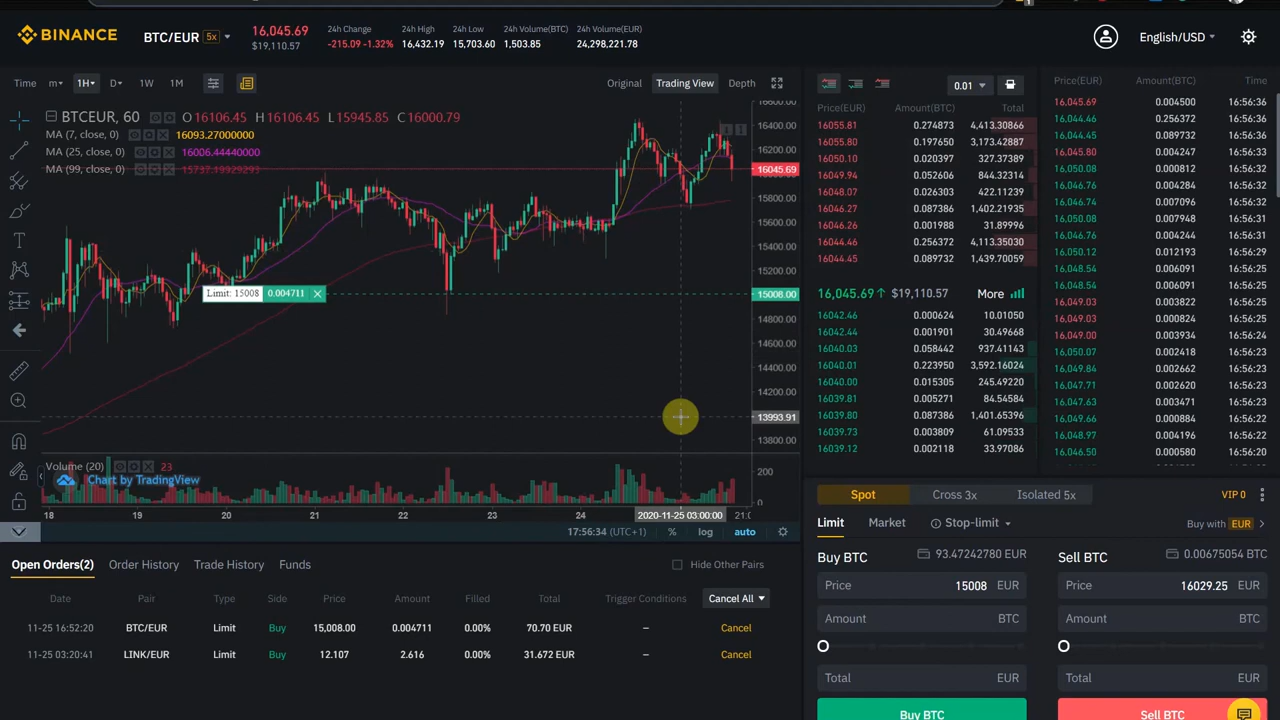 BINANCE
BTC/EUR 5x
16,045.69
$19,110.57
24h Change
-215.09 -1.32%
24h High
16,432.19
24h Low
15,703.60
24h Volume(BTC)
1,503.85
24h Volume(EUR)
24,298,221.78
English/USD
Time m 1H D 1W 1M
Original Trading View Depth
BTCEUR, 60 O 16106.45 H 16106.45 L 15945.85 C 16000.79
MA (7, close, 0) 16093.27000000
MA (25, close, 0) 16006.44440000
MA (99, close, 0)
16600.00
16400.00
16200.00
16045.69
15800.00
15600.00
15400.00
15200.00
15008.00
14800.00
14600.00
14400.00
14200.00
13993.91
13800.00
Limit: 15008 0.004711
Volume (20) 23
Chart by TradingView
200
0
18 19 20 21 22 23 24 2020-11-25 03:00:00 21:0
17:56:34 (UTC+1) % log auto
0.01
Price(EUR) Amount(BTC) Total
16055.81 0.274873 4,413.30866
16055.80 0.197650 3,173.42887
16050.10 0.020397 327.37389
16049.94 0.052606 844.32314
16048.07 0.026303 422.11239
16046.27 0.087386 1,402.21935
16046.26 0.001988 31.89996
16044.46 0.256372 4,113.35030
16044.45 0.089732 1,439.70059
16,045.69 $19,110.57 More
16042.46 0.000624 10.01050
16042.44 0.001901 30.49668
16040.03 0.058442 937.41143
16040.01 0.223950 3,592.16024
16040.00 0.015305 245.49220
16039.81 0.005271 84.54584
16039.80 0.087386 1,401.65396
16039.73 0.003809 61.09533
16039.12 0.002118 33.97086
Price(EUR) Amount(BTC) Time
16,045.69 0.004500 16:56:36
16,044.46 0.256372 16:56:36
16,044.45 0.089732 16:56:36
16,045.80 0.000812 16:56:36
16,046.76 0.004284 16:56:32
16,046.74 0.007096 16:56:32
16,050.08 0.007948 16:56:31
16,046.76 0.004244 16:56:31
16,050.12 0.012193 16:56:29
16,048.54 0.006091 16:56:27
16,048.54 0.006091 16:56:25
16,049.03 0.003822 16:56:24
16,049.03 0.000824 16:56:24
16,049.00 0.003334 16:56:24
16,050.07 0.002418 16:56:23
16,049.84 0.002662 16:56:23
16,047.71 0.002620 16:56:23
16,047.63 0.000894 16:56:23
16,049.66 0.000884 16:56:22
16,048.97 0.004196 16:56:22
16,046.50 0.000580 16:56:22
Spot Cross 3x Isolated 5x VIP 0
Limit Market Stop-limit Buy with EUR
Buy BTC 93.47242780 EUR
Price 15008 EUR
Amount BTC
Total EUR
Buy BTC
Sell BTC 0.00675054 BTC
Price 16029.25 EUR
Amount BTC
Total EUR
Sell BTC
Open Orders(2) Order History Trade History Funds Hide Other Pairs
Date Pair Type Side Price Amount Filled Total Trigger Conditions Cancel All
11-25 16:52:20 BTC/EUR Limit Buy 15,008.00 0.004711 0.00% 70.70 EUR – Cancel
11-25 03:20:41 LINK/EUR Limit Buy 12.107 2.616 0.00% 31.672 EUR – Cancel